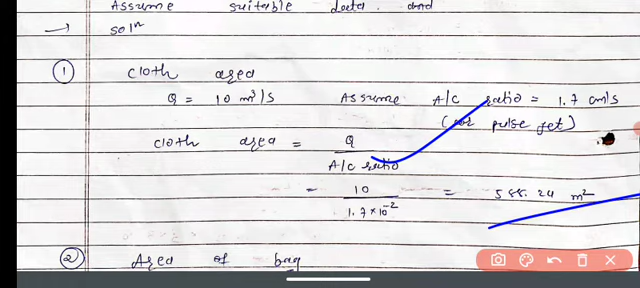 Assume suitable data and
→ solⁿ
① cloth area
Q = 10 m³/s Assume A/c ratio = 1.7 cm/s
(for pulse jet)
cloth area = Q
A/c ratio
= 10 = 588.24 m²
1.7 × 10⁻²
② Area of bag